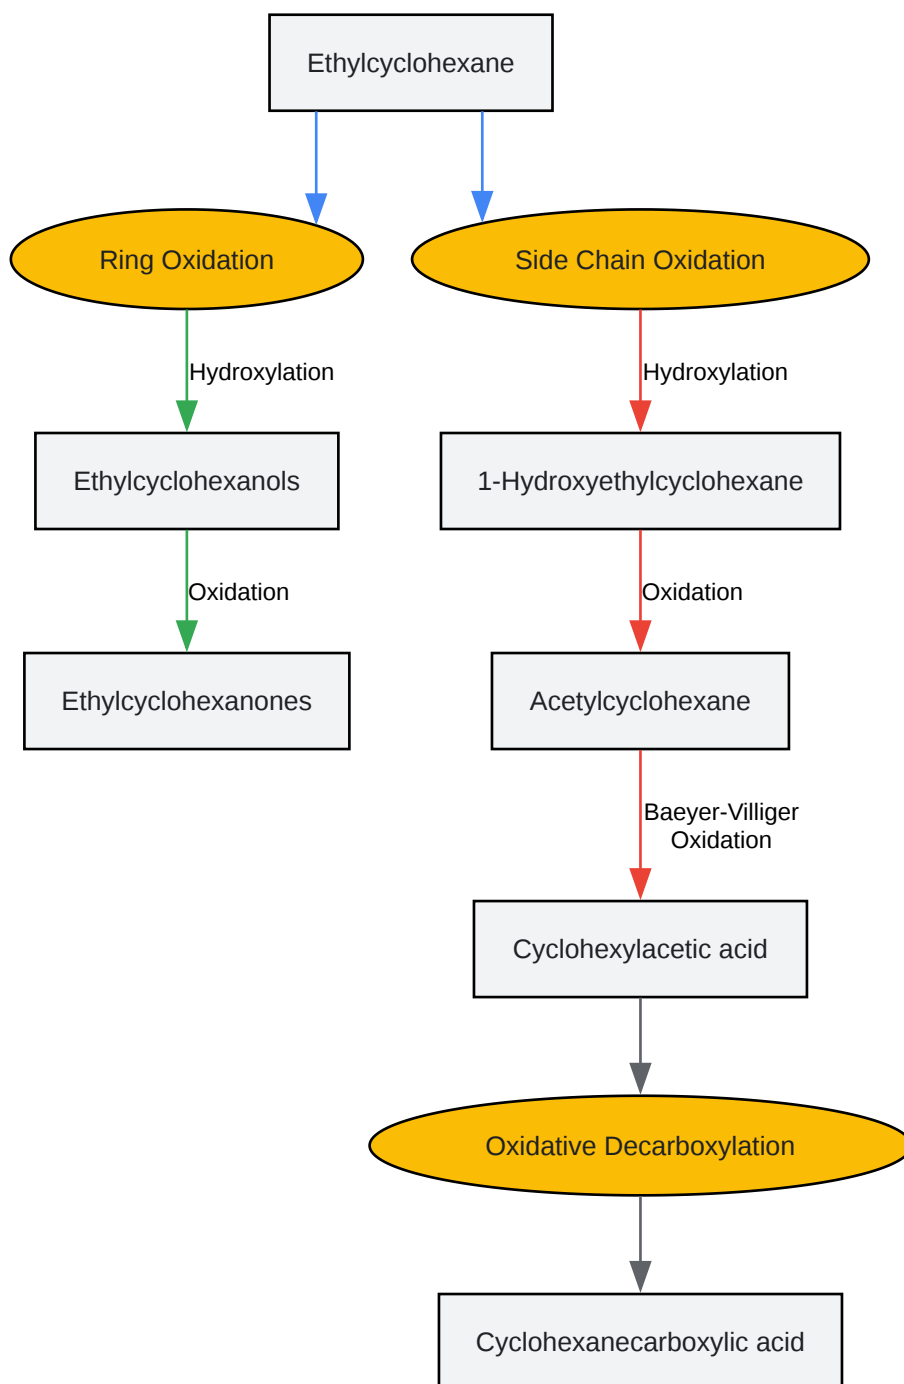 Ethylcyclohexane
Ring Oxidation
Side Chain Oxidation
Hydroxylation
Hydroxylation
Ethylcyclohexanols
1-Hydroxyethylcyclohexane
Oxidation
Oxidation
Ethylcyclohexanones
Acetylcyclohexane
Baeyer-Villiger
Oxidation
Cyclohexylacetic acid
Oxidative Decarboxylation
Cyclohexanecarboxylic acid